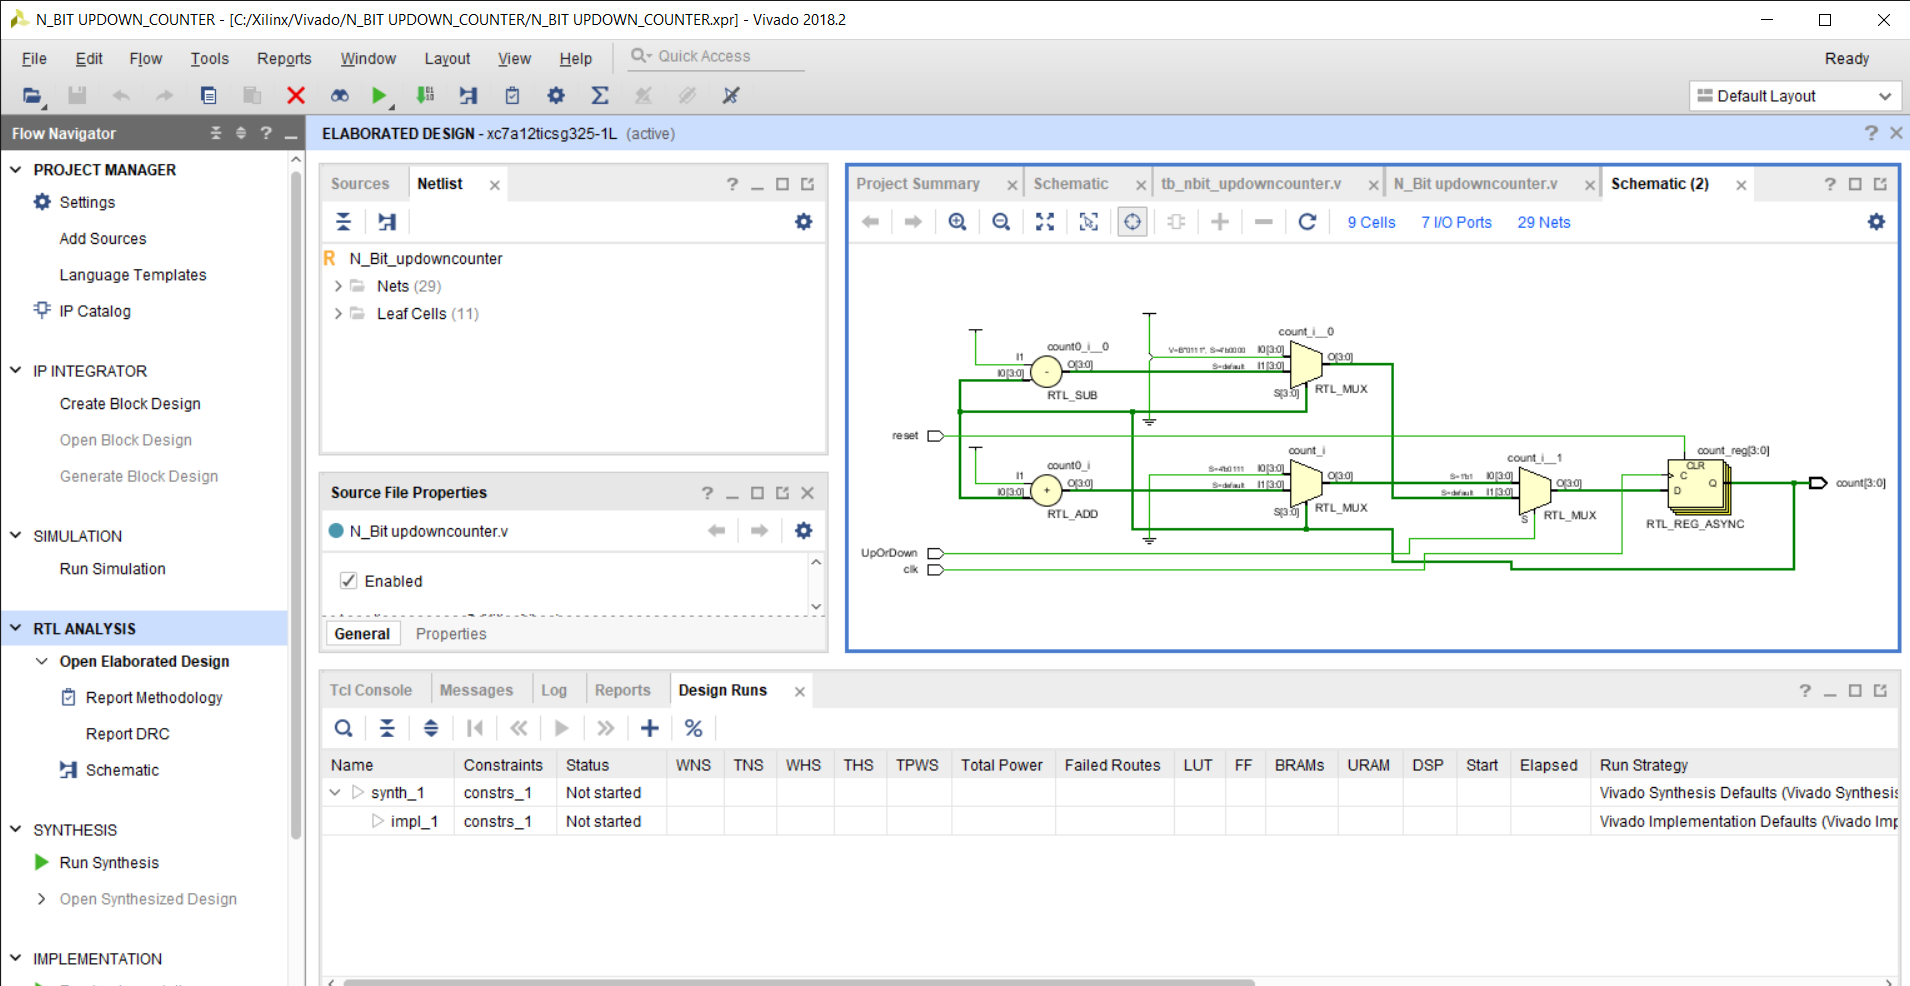 N_BIT UPDOWN_COUNTER - [C:/Xilinx/Vivado/N_BIT UPDOWN_COUNTER/N_BIT UPDOWN_COUNTER.xpr] - Vivado 2018.2
File Edit Flow Tools Reports Window Layout View Help Quick Access Ready
Default Layout
Flow Navigator
ELABORATED DESIGN - xc7a12ticsg325-1L (active)
PROJECT MANAGER
Settings
Add Sources
Language Templates
IP Catalog
IP INTEGRATOR
Create Block Design
Open Block Design
Generate Block Design
SIMULATION
Run Simulation
RTL ANALYSIS
Open Elaborated Design
Report Methodology
Report DRC
Schematic
SYNTHESIS
Run Synthesis
Open Synthesized Design
IMPLEMENTATION
Sources Netlist
N_Bit_updowncounter
Nets (29)
Leaf Cells (11)
Source File Properties
N_Bit updowncounter.v
Enabled
General Properties
Project Summary Schematic tb_nbit_updowncounter.v N_Bit updowncounter.v Schematic (2)
9 Cells 7 I/O Ports 29 Nets
count0_i__0
I1
I0[3:0]
-
O[3:0]
RTL_SUB
count_i__0
I0[3:0]
S=default I1[3:0]
O[3:0]
S[3:0]
RTL_MUX
reset
count0_i
I1
I0[3:0]
+
O[3:0]
RTL_ADD
count_i
S=4'b1111 I0[3:0]
S=default I1[3:0]
O[3:0]
S[3:0]
RTL_MUX
count_i__1
S=1'b1 I0[3:0]
S=default I1[3:0]
O[3:0]
S
RTL_MUX
count_reg[3:0]
CLR
C
D
Q
RTL_REG_ASYNC
count[3:0]
UpOrDown
clk
Tcl Console Messages Log Reports Design Runs
Name Constraints Status WNS TNS WHS THS TPWS Total Power Failed Routes LUT FF BRAMs URAM DSP Start Elapsed Run Strategy
synth_1 constrs_1 Not started Vivado Synthesis Defaults (Vivado Synthesis
impl_1 constrs_1 Not started Vivado Implementation Defaults (Vivado Imp